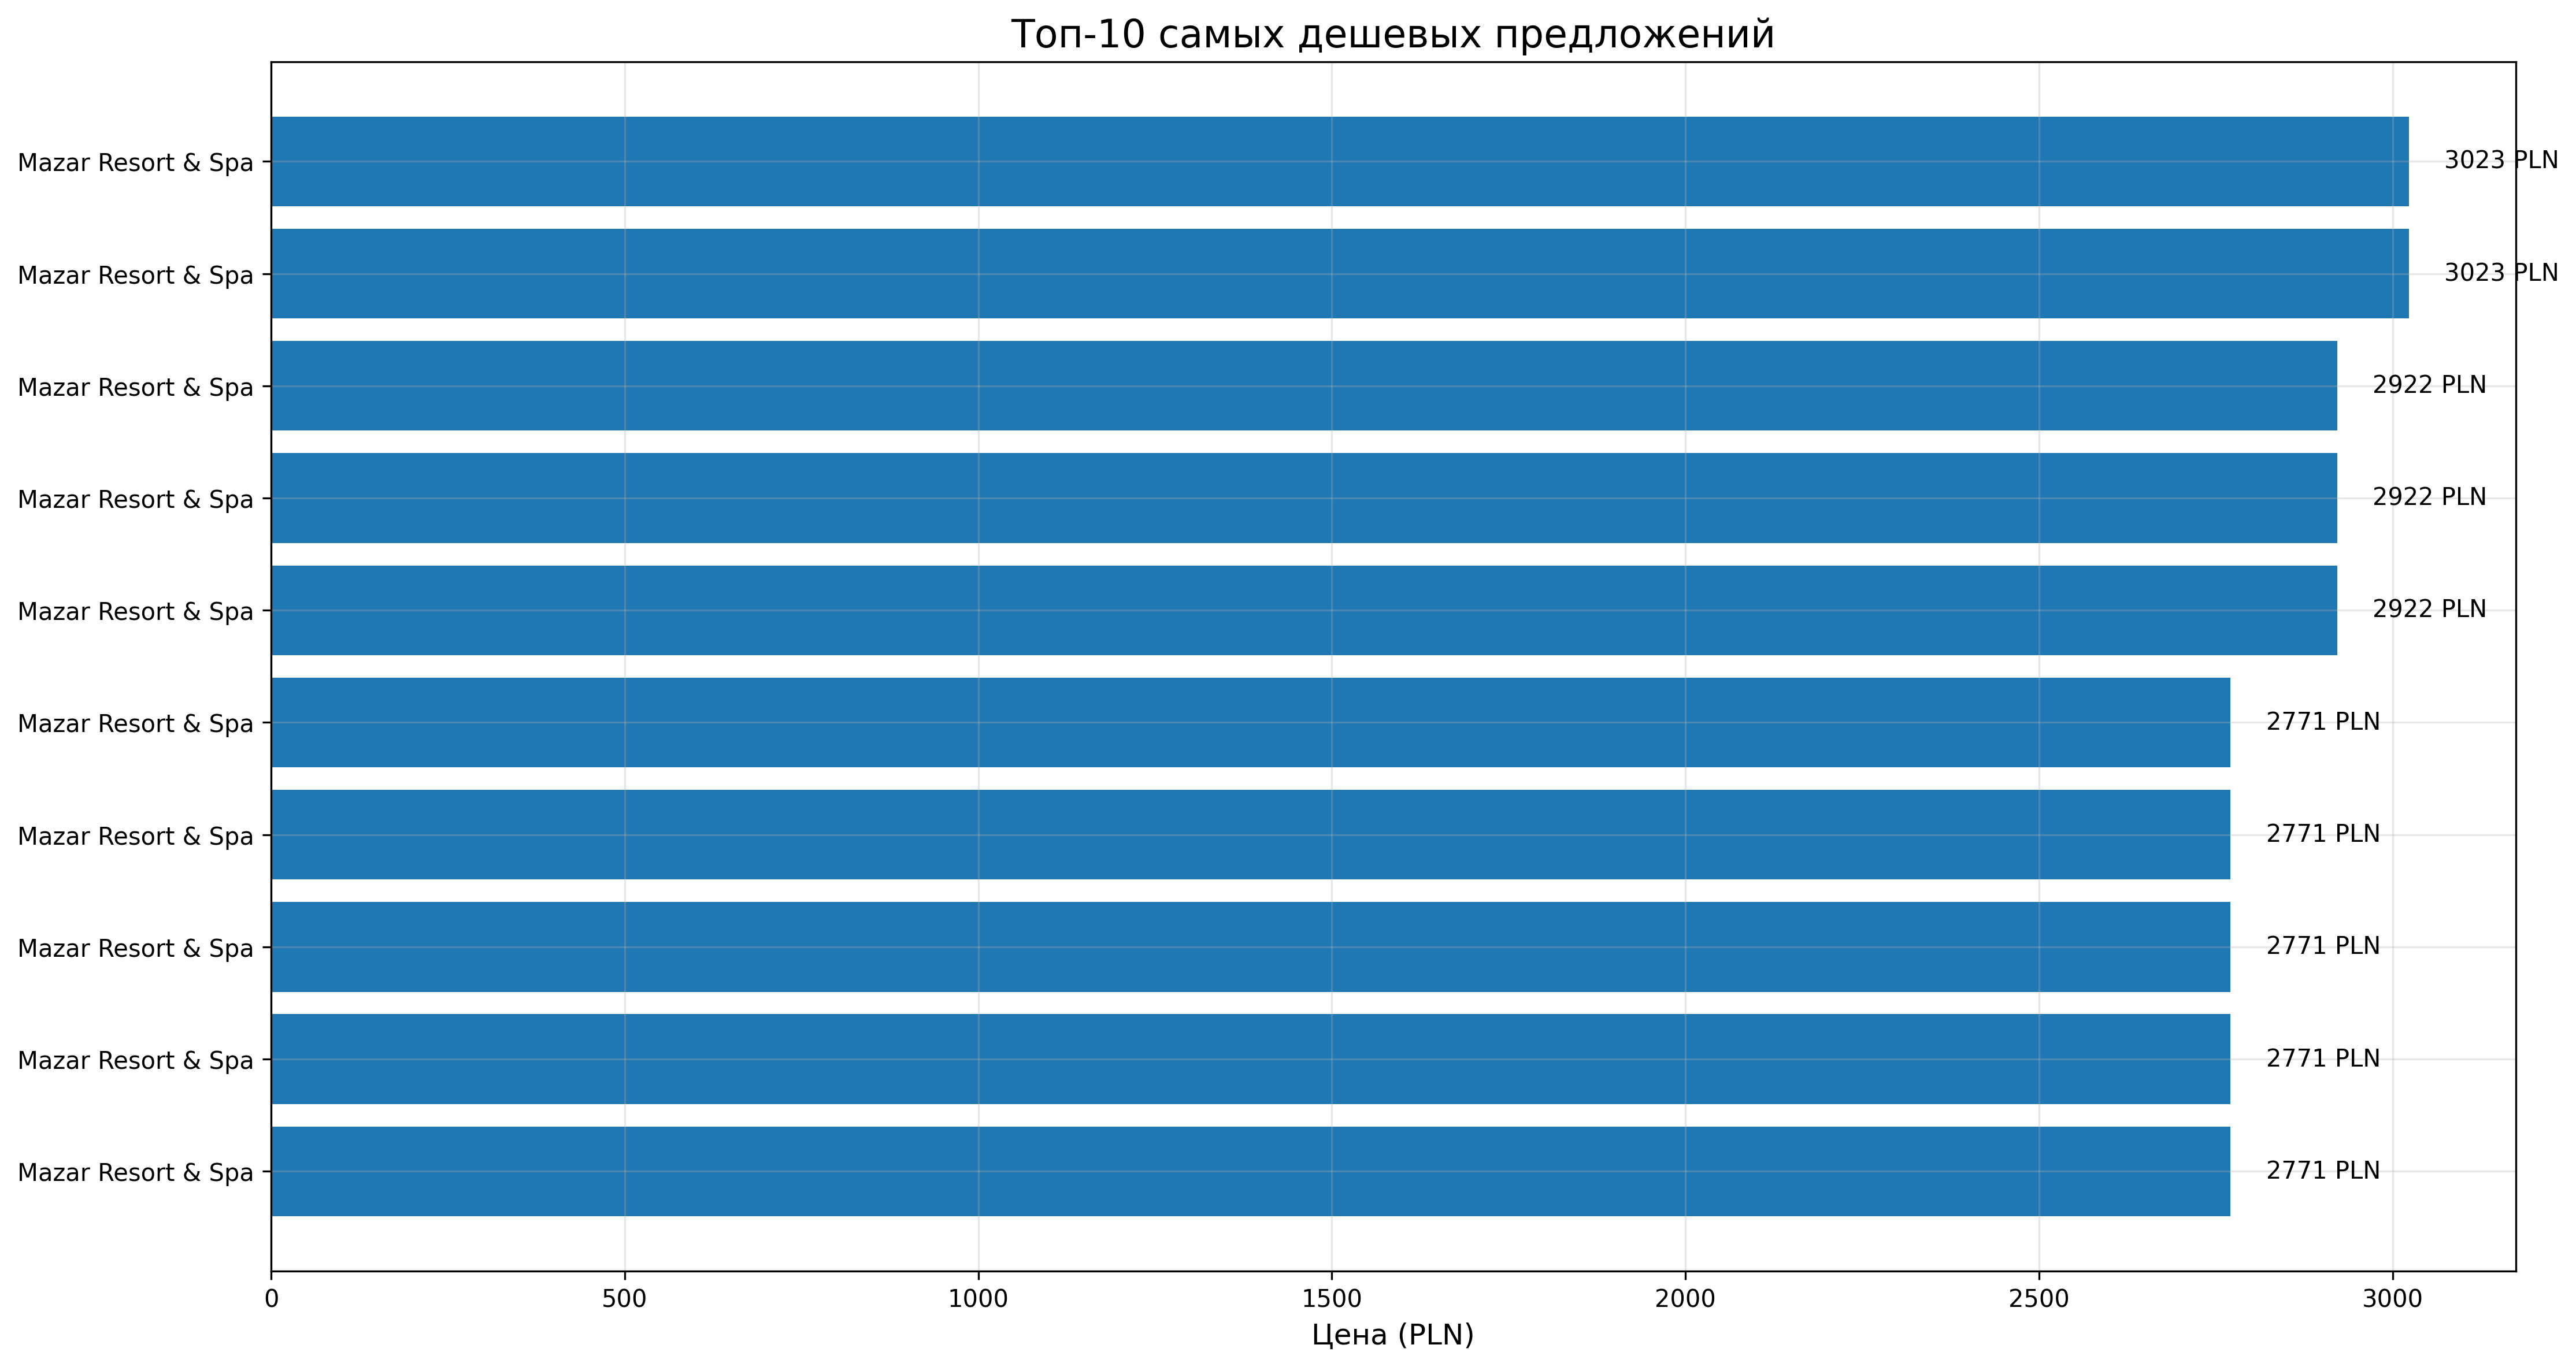 Топ-10 самых дешевых предложений
Mazar Resort & Spa 3023 PLN
Mazar Resort & Spa 3023 PLN
Mazar Resort & Spa 2922 PLN
Mazar Resort & Spa 2922 PLN
Mazar Resort & Spa 2922 PLN
Mazar Resort & Spa 2771 PLN
Mazar Resort & Spa 2771 PLN
Mazar Resort & Spa 2771 PLN
Mazar Resort & Spa 2771 PLN
Mazar Resort & Spa 2771 PLN
0 500 1000 1500 2000 2500 3000
Цена (PLN)